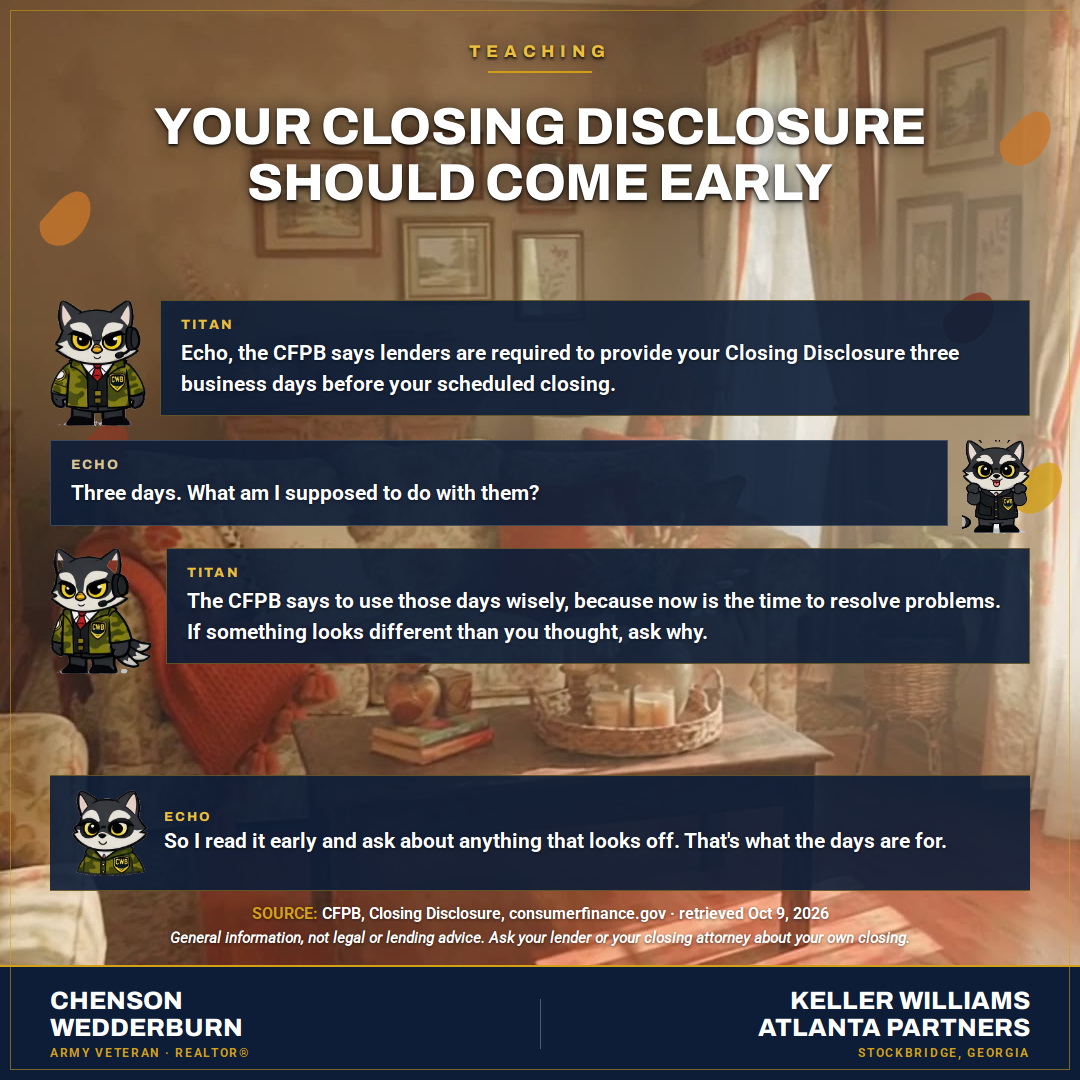 TEACHING
YOUR CLOSING DISCLOSURE
SHOULD COME EARLY
TITAN
Echo, the CFPB says lenders are required to provide your Closing Disclosure three
business days before your scheduled closing.
CWB
ECHO
Three days. What am I supposed to do with them?
CWB
TITAN
The CFPB says to use those days wisely, because now is the time to resolve problems.
If something looks different than you thought, ask why.
CWB
ECHO
So I read it early and ask about anything that looks off. That's what the days are for.
CWB
SOURCE: CFPB, Closing Disclosure, consumerfinance.gov · retrieved Oct 9, 2026
General information, not legal or lending advice. Ask your lender or your closing attorney about your own closing.
CHENSON
WEDDERBURN
ARMY VETERAN · REALTOR®
KELLER WILLIAMS
ATLANTA PARTNERS
STOCKBRIDGE, GEORGIA